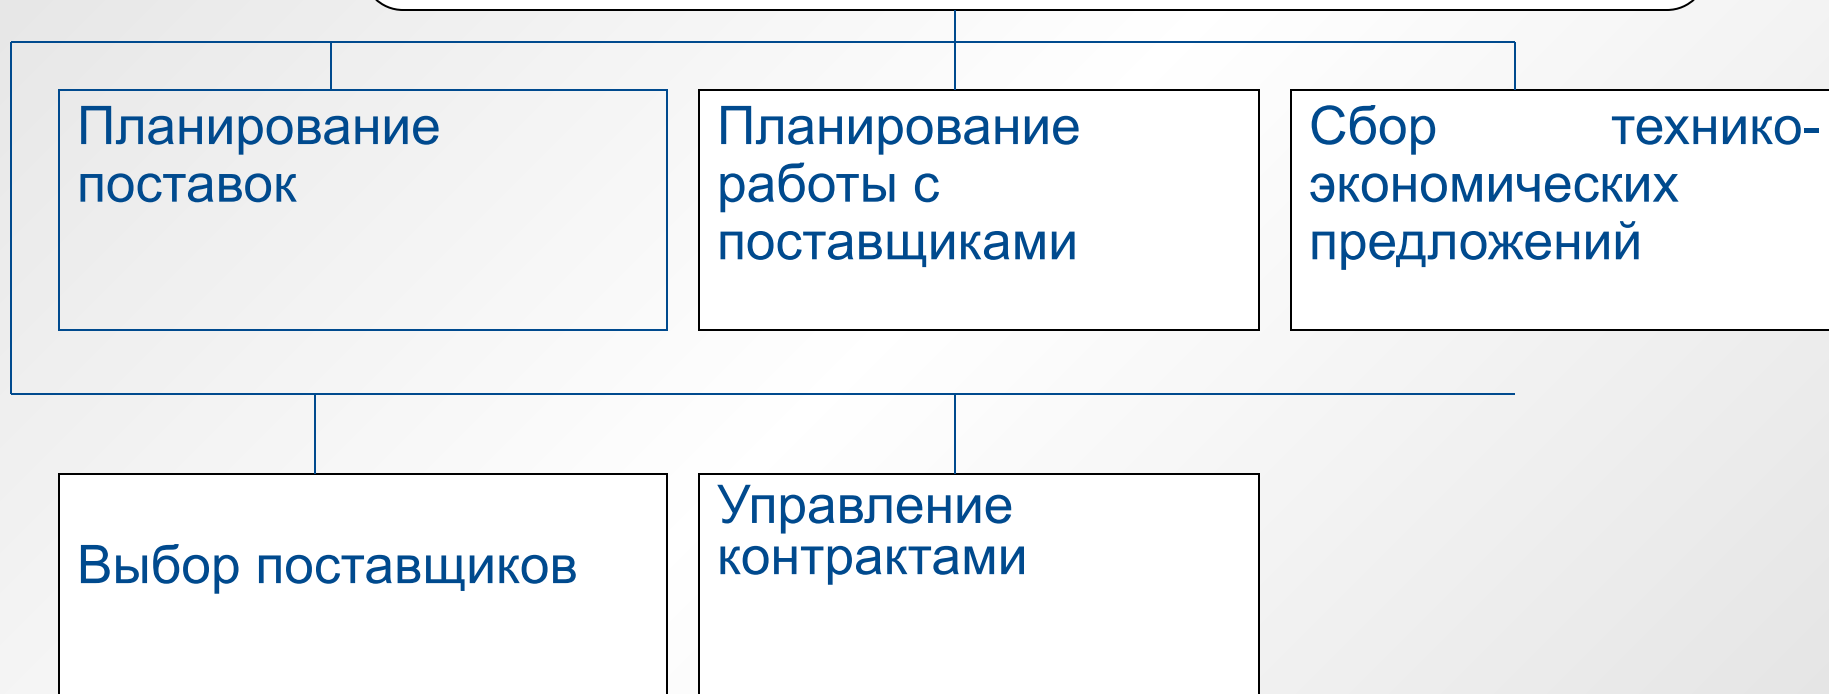 Планирование
поставок
Планирование
работы с
поставщиками
Сбор технико-
экономических
предложений
Выбор поставщиков
Управление
контрактами